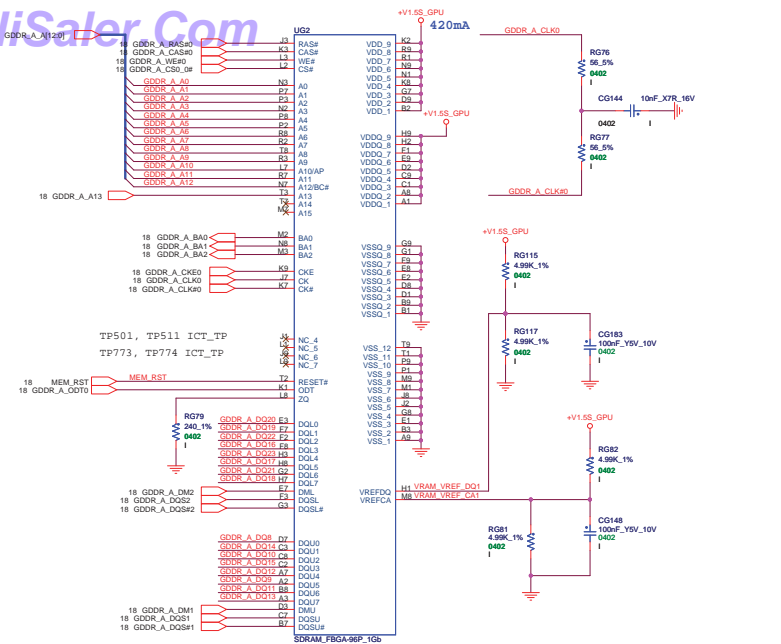 liSaler.Com
GDDR_A_A[12:0]
18 GDDR_A_RAS#0
18 GDDR_A_CAS#0
18 GDDR_A_WE#0
18 GDDR_A_CS0_0#
GDDR_A_A0
GDDR_A_A1
GDDR_A_A2
GDDR_A_A3
GDDR_A_A4
GDDR_A_A5
GDDR_A_A6
GDDR_A_A7
GDDR_A_A8
GDDR_A_A9
GDDR_A_A10
GDDR_A_A11
GDDR_A_A12
18 GDDR_A_A13
18 GDDR_A_BA0
18 GDDR_A_BA1
18 GDDR_A_BA2
18 GDDR_A_CKE0
18 GDDR_A_CLK0
18 GDDR_A_CLK#0
TP501, TP511 ICT_TP
TP773, TP774 ICT_TP
18 MEM_RST MEM_RST
18 GDDR_A_ODT0
RG79
240_1%
0402
I
GDDR_A_DQ20
GDDR_A_DQ19
GDDR_A_DQ22
GDDR_A_DQ16
GDDR_A_DQ23
GDDR_A_DQ17
GDDR_A_DQ21
GDDR_A_DQ18
18 GDDR_A_DM2
18 GDDR_A_DQS2
18 GDDR_A_DQS#2
GDDR_A_DQ8
GDDR_A_DQ14
GDDR_A_DQ10
GDDR_A_DQ15
GDDR_A_DQ12
GDDR_A_DQ9
GDDR_A_DQ11
GDDR_A_DQ13
18 GDDR_A_DM1
18 GDDR_A_DQS1
18 GDDR_A_DQS#1
UG2
J3 RAS#
K3 CAS#
L3 WE#
L2 CS#
N3 A0
P7 A1
P3 A2
N2 A3
P8 A4
P2 A5
R8 A6
R2 A7
T8 A8
R3 A9
L7 A10/AP
R7 A11
N7 A12/BC#
T3 A13
A14
A15
M2 BA0
N8 BA1
M3 BA2
K9 CKE
J7 CK
K7 CK#
NC_4
NC_5
NC_6
NC_7
T2 RESET#
K1 ODT
L8 ZQ
E3 DQL0
F7 DQL1
F2 DQL2
F8 DQL3
H3 DQL4
H8 DQL5
G2 DQL6
H7 DQL7
E7 DML
F3 DQSL
G3 DQSL#
D7 DQU0
C3 DQU1
C8 DQU2
C2 DQU3
A7 DQU4
A2 DQU5
B8 DQU6
A3 DQU7
D3 DMU
C7 DQSU
B7 DQSU#
SDRAM_FBGA-96P_1Gb
+V1.5S_GPU
420mA
VDD_9 K2
VDD_8 R9
VDD_7 R1
VDD_6 N9
VDD_5 N1
VDD_4 K8
VDD_3 G7
VDD_2 D9
VDD_1 B2
+V1.5S_GPU
VDDQ_9 H9
VDDQ_8 H2
VDDQ_7 F1
VDDQ_6 E9
VDDQ_5 D2
VDDQ_4 C9
VDDQ_3 C1
VDDQ_2 A8
VDDQ_1 A1
VSSQ_9 G9
VSSQ_8 G1
VSSQ_7 F9
VSSQ_6 E8
VSSQ_5 E2
VSSQ_4 D8
VSSQ_3 D1
VSSQ_2 B9
VSSQ_1 B1
VSS_12 T9
VSS_11 T1
VSS_10 P9
VSS_9 P1
VSS_8 M9
VSS_7 M1
VSS_6 J8
VSS_5 J2
VSS_4 G8
VSS_3 E1
VSS_2 B3
VSS_1 A9
VREFDQ H1 VRAM_VREF_DQ1
VREFCA M8 VRAM_VREF_CA1
GDDR_A_CLK0
RG76
56_5%
0402
I
CG144 10nF_X7R_16V
0402 I
RG77
56_5%
0402
I
GDDR_A_CLK#0
+V1.5S_GPU
RG115
4.99K_1%
0402
I
RG117
4.99K_1%
0402
I
CG183
100nF_Y5V_10V
0402
I
+V1.5S_GPU
RG82
4.99K_1%
0402
I
RG81
4.99K_1%
0402
I
CG148
100nF_Y5V_10V
0402
I